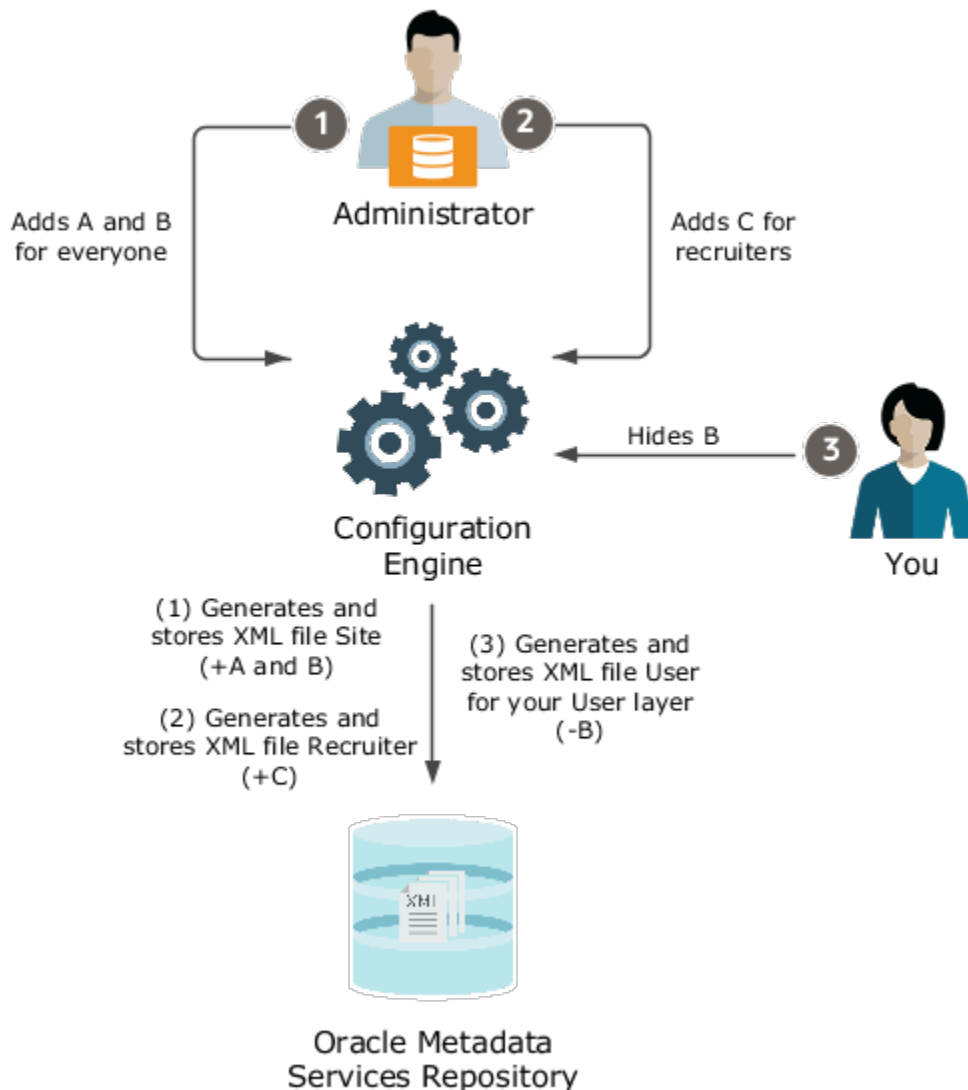 1
2
Administrator
Adds A and B
for everyone
Adds C for
recruiters
Hides B
3
You
Configuration
Engine
(1) Generates and
stores XML file Site
(+A and B)
(2) Generates and
stores XML file Recruiter
(+C)
(3) Generates and
stores XML file User
for your User layer
(-B)
XML
Oracle Metadata
Services Repository